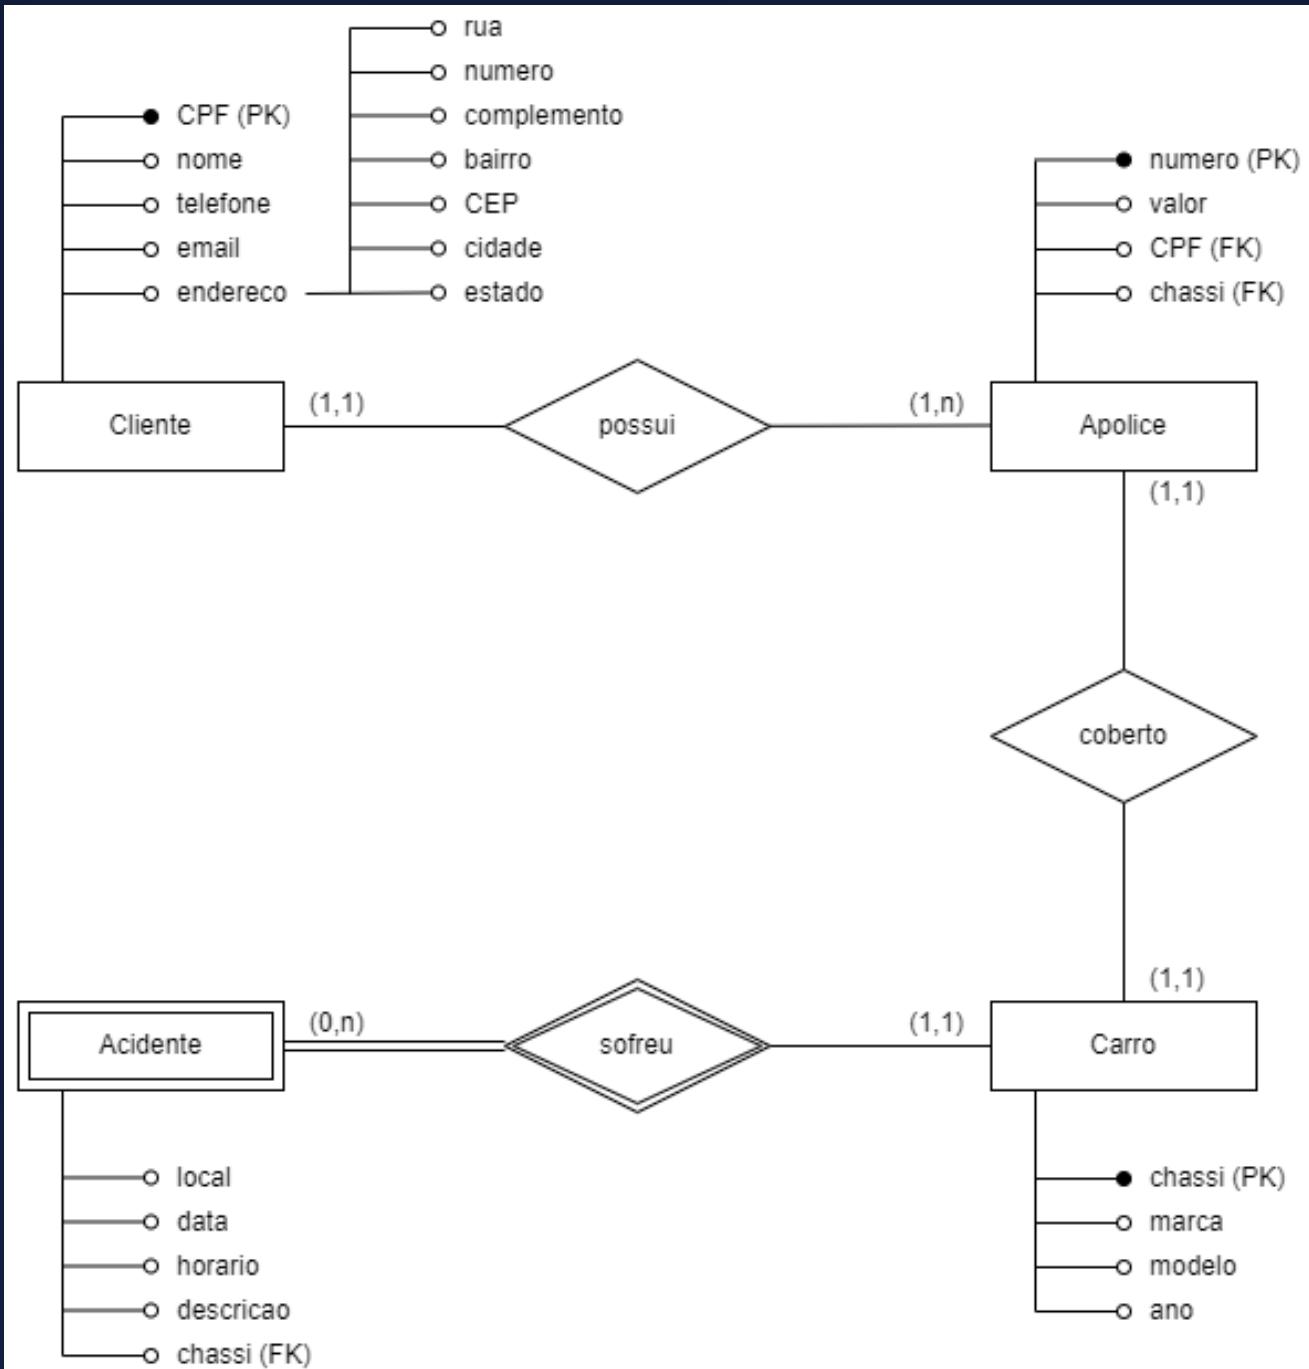 rua
numero
complemento
bairro
CEP
cidade
estado
CPF (PK)
nome
telefone
email
endereco
numero (PK)
valor
CPF (FK)
chassi (FK)
Cliente
(1,1)
possui
(1,n)
Apolice
(1,1)
coberto
(1,1)
Acidente
(0,n)
sofreu
(1,1)
Carro
local
data
horario
descricao
chassi (FK)
chassi (PK)
marca
modelo
ano